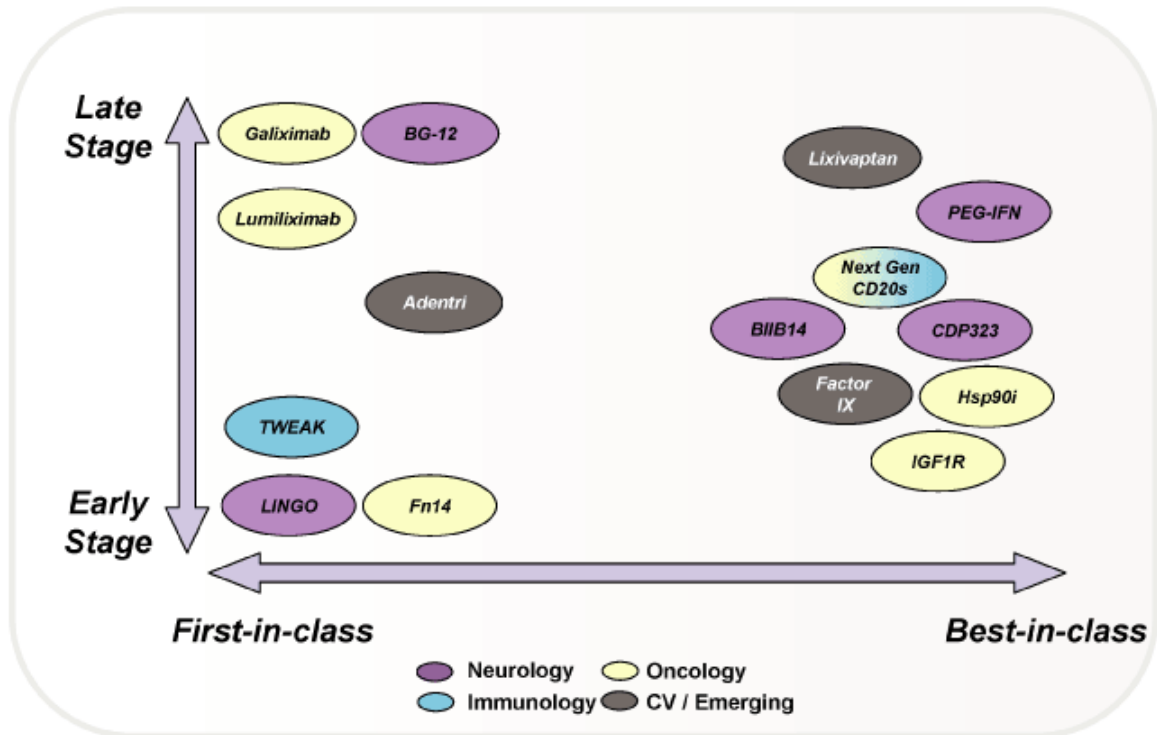 Late
Stage
Galiximab
BG-12
Lixivaptan
PEG-IFN
Lumiliximab
Next Gen
CD20s
Adentri
BIIB14
CDP323
Factor
IX
Hsp90i
TWEAK
IGF1R
Early
Stage
LINGO
Fn14
First-in-class
Best-in-class
Neurology
Oncology
Immunology
CV / Emerging